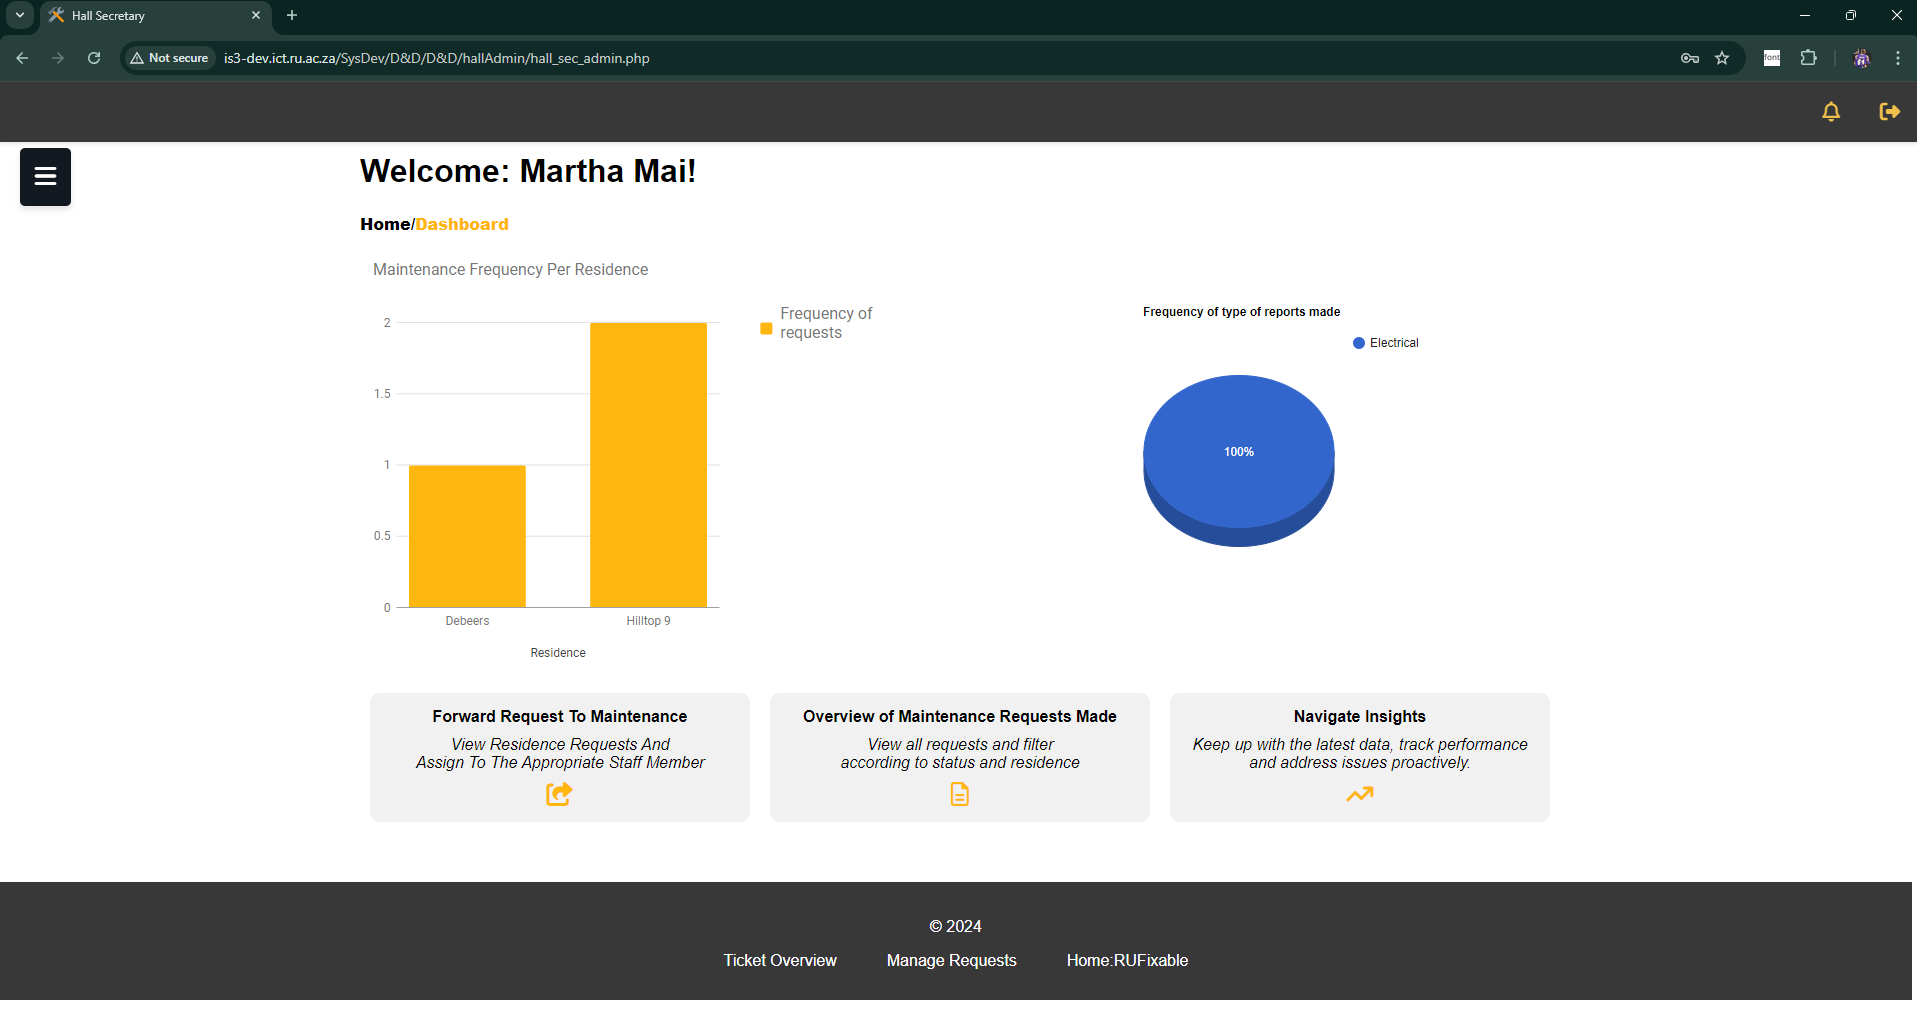 Hall Secretary
Not secure
is3-dev.ict.ru.ac.za/SysDev/D&D/D&D/hallAdmin/hall_sec_admin.php
font
Welcome: Martha Mai!
Home/Dashboard
Maintenance Frequency Per Residence
2
1.5
1
0.5
0
Debeers
Hilltop 9
Residence
Frequency of
requests
Frequency of type of reports made
Electrical
100%
Forward Request To Maintenance
View Residence Requests And
Assign To The Appropriate Staff Member
Overview of Maintenance Requests Made
View all requests and filter
according to status and residence
Navigate Insights
Keep up with the latest data, track performance
and address issues proactively.
© 2024
Ticket Overview
Manage Requests
Home:RUFixable